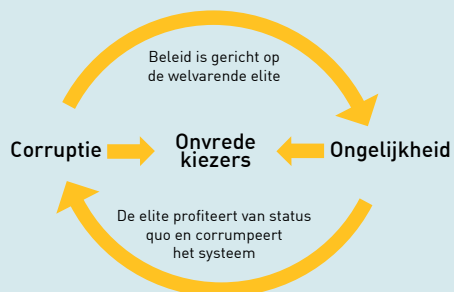 Beleid is gericht op
de welvarende elite
Corruptie
Onvrede
kiezers
Ongelijkheid
De elite profiteert van status
quo en corrumpeert
het systeem